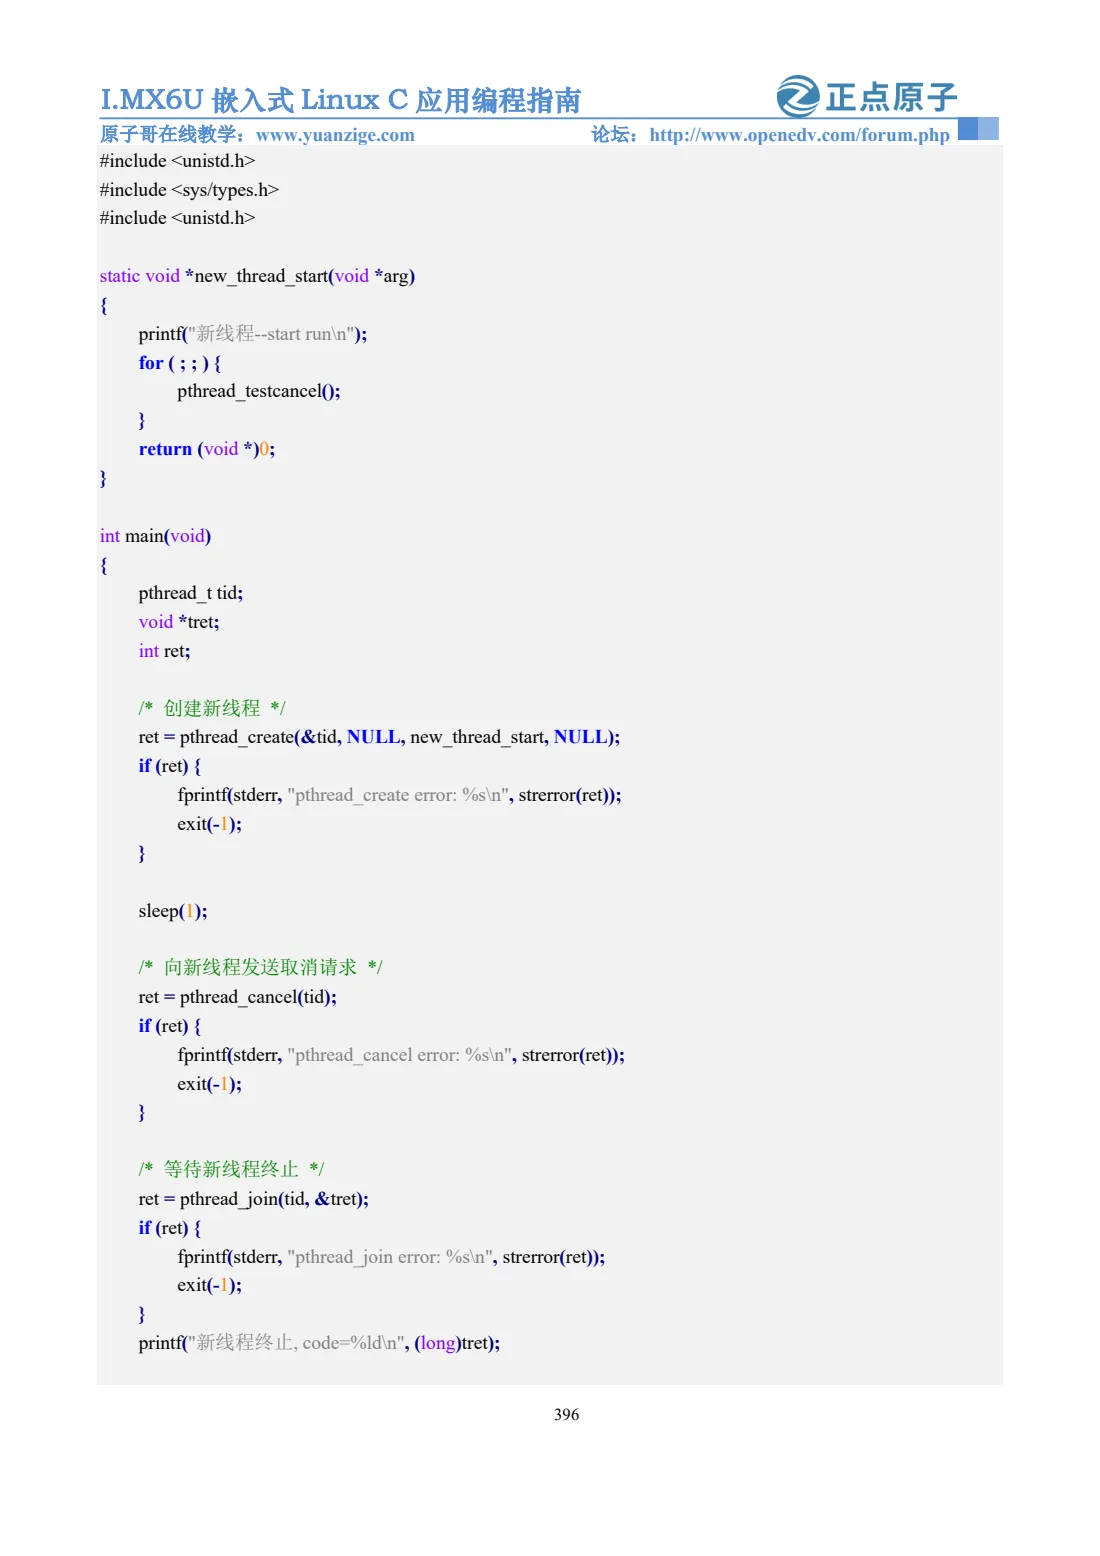 I.MX6U 嵌入式 Linux C 应用编程指南
正点原子
原子哥在线教学：www.yuanzige.com 论坛：http://www.openedv.com/forum.php
#include <unistd.h>
#include <sys/types.h>
#include <unistd.h>
static void *new_thread_start(void *arg)
{
printf("新线程--start run\n");
for ( ; ; ) {
pthread_testcancel();
}
return (void *)0;
}
int main(void)
{
pthread_t tid;
void *tret;
int ret;
/* 创建新线程 */
ret = pthread_create(&tid, NULL, new_thread_start, NULL);
if (ret) {
fprintf(stderr, "pthread_create error: %s\n", strerror(ret));
exit(-1);
}
sleep(1);
/* 向新线程发送取消请求 */
ret = pthread_cancel(tid);
if (ret) {
fprintf(stderr, "pthread_cancel error: %s\n", strerror(ret));
exit(-1);
}
/* 等待新线程终止 */
ret = pthread_join(tid, &tret);
if (ret) {
fprintf(stderr, "pthread_join error: %s\n", strerror(ret));
exit(-1);
}
printf("新线程终止, code=%ld\n", (long)tret);
396